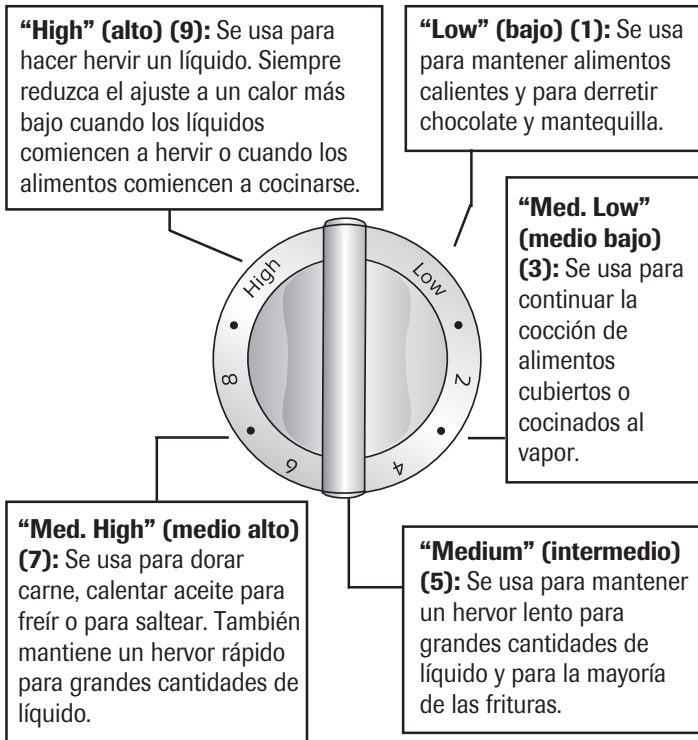 “High” (alto) (9): Se usa para
hacer hervir un líquido. Siempre
reduzca el ajuste a un calor más
bajo cuando los líquidos
comiencen a hervir o cuando los
alimentos comiencen a cocinarse.
“Low” (bajo) (1): Se usa
para mantener alimentos
calientes y para derretir
chocolate y mantequilla.
“Med. Low”
(medio bajo)
(3): Se usa para
continuar la
cocción de
alimentos
cubiertos o
cocinados al
vapor.
High
Low
8
2
6
4
“Med. High” (medio alto)
(7): Se usa para dorar
carne, calentar aceite para
freír o para saltear. También
mantiene un hervor rápido
para grandes cantidades de
líquido.
“Medium” (intermedio)
(5): Se usa para mantener
un hervor lento para
grandes cantidades de
líquido y para la mayoría
de las frituras.